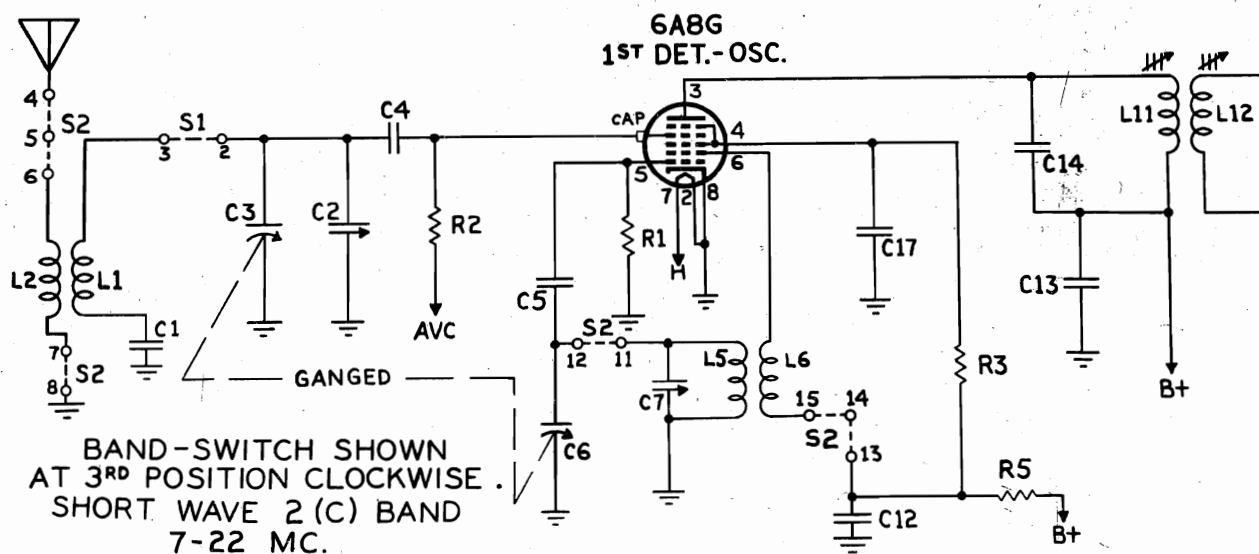 6A8G
1ST DET.-OSC.
3
4
C4
CAP
4
S2
S1
5
6
L11
L12
3
2
5
C14
6
7
2
8
C3
C2
R2
R1
C17
H
L2
L1
C5
C13
C1
AVC
S2
7
12
11
L5
L6
R3
S2
GANGED
C7
15
14
B+
8
S2
C6
13
BAND-SWITCH SHOWN
AT 3RD POSITION CLOCKWISE.
R5
SHORT WAVE 2 (C) BAND
C12
7-22 MC.
B+